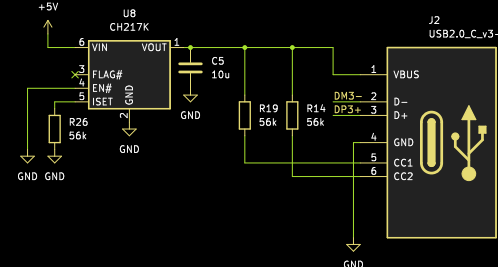 +5V
U8
CH217K
6 VIN VOUT 1
3 FLAG#
4 EN#
5 ISET
GND
2
R26
56k
GND GND
GND
C5
10u
GND
R19
56k
R14
56k
J2
USB2.0_C_v3-
1 VBUS
DM3- 2 D-
DP3+ 3 D+
4 GND
5 CC1
6 CC2
GND